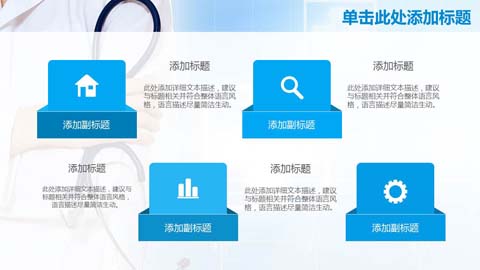 单击此处添加标题
添加标题
此处添加详细文本描述，建议
与标题相关并符合整体语言风
格，语言描述尽量简洁生动。
添加副标题
添加标题
此处添加详细文本描述，建议
与标题相关并符合整体语言风
格，语言描述尽量简洁生动。
添加副标题
添加标题
此处添加详细文本描述，建议与
标题相关并符合整体语言风格，
语言描述尽量简洁生动。
添加副标题
添加标题
此处添加详细文本描述，建议
与标题相关并符合整体语言风
格，语言描述尽量简洁生动。
添加副标题